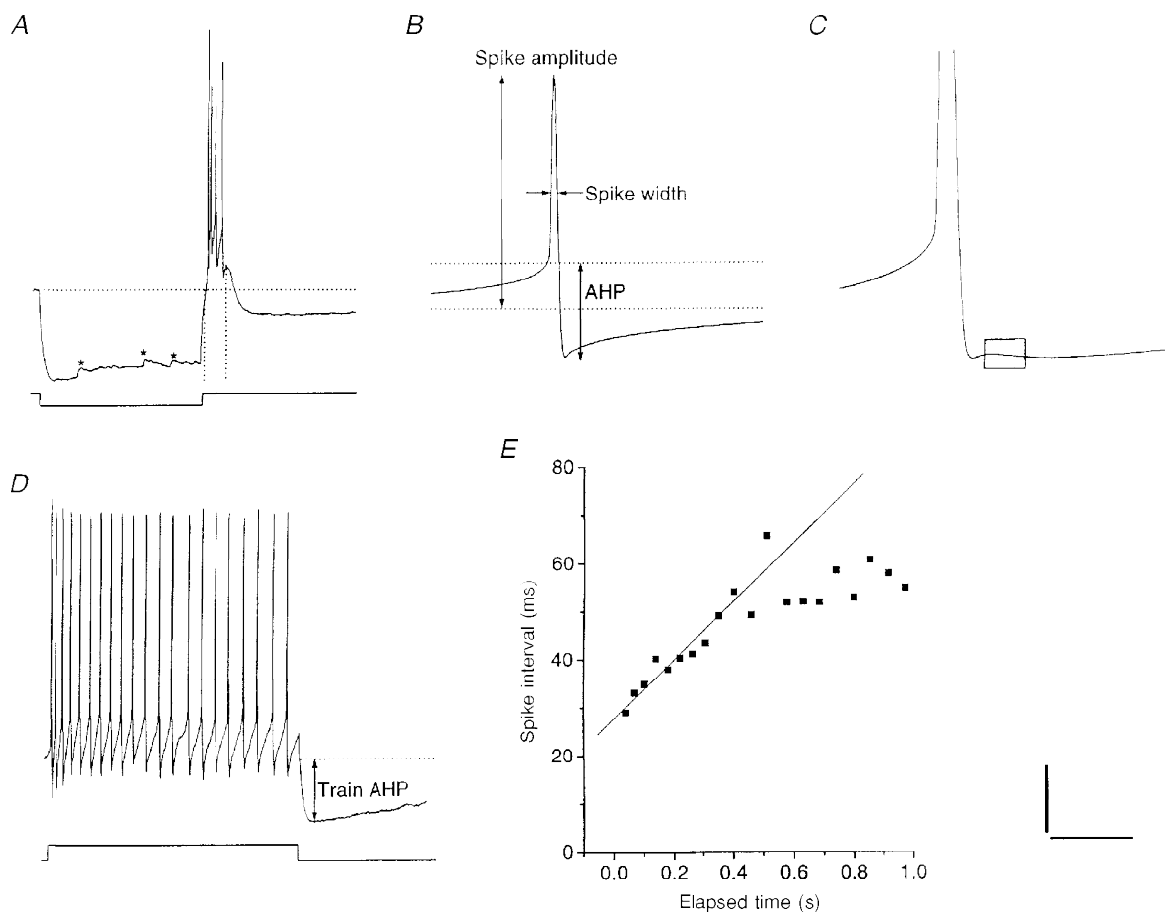 A
B
C
Spike amplitude
Spike width
AHP
*
*
*
D
Train AHP
E
80
60
40
20
0
Spike interval (ms)
0.0
0.2
0.4
0.6
0.8
1.0
Elapsed time (s)